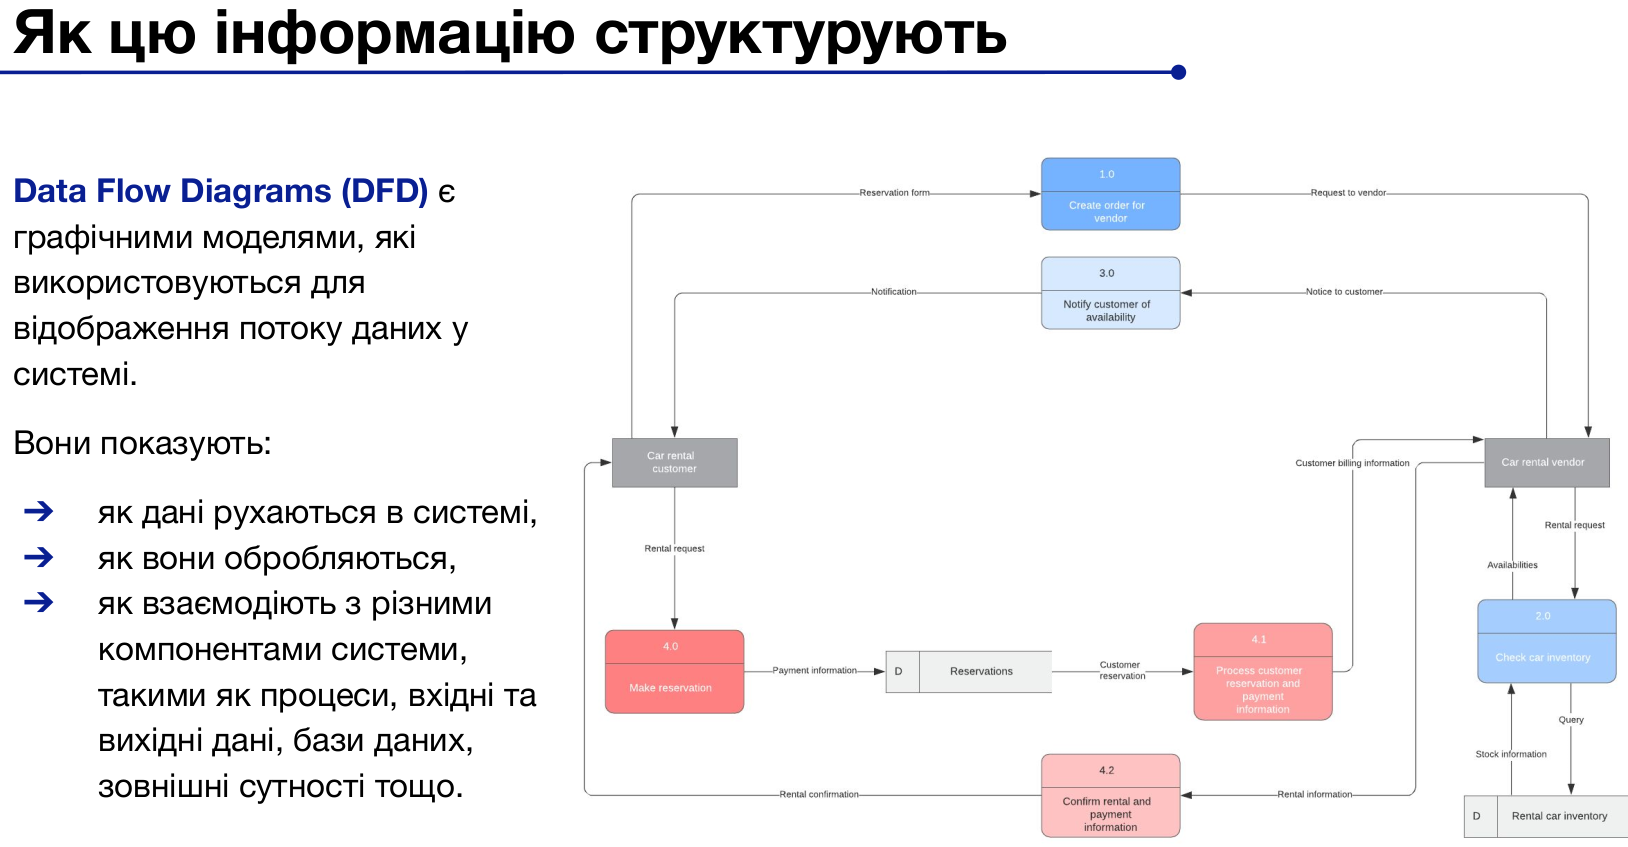 Як цю інформацію структурують
Data Flow Diagrams (DFD) є
графічними моделями, які
використовуються для
відображення потоку даних у
системі.
Вони показують:
➔ як дані рухаються в системі,
➔ як вони обробляються,
➔ як взаємодіють з різними
компонентами системи,
такими як процеси, вхідні та
вихідні дані, бази даних,
зовнішні сутності тощо.
Reservation form
1.0
Create order for
vendor
Request to vendor
Notification
3.0
Notify customer of
availability
Notice to customer
Car rental
customer
Customer billing information
Car rental vendor
Rental request
Rental request
Availabilities
4.0
Make reservation
Payment information
D
Reservations
Customer
reservation
4.1
Process customer
reservation and
payment
information
2.0
Check car inventory
Query
Stock information
Rental confirmation
4.2
Confirm rental and
payment
information
Rental information
D
Rental car inventory